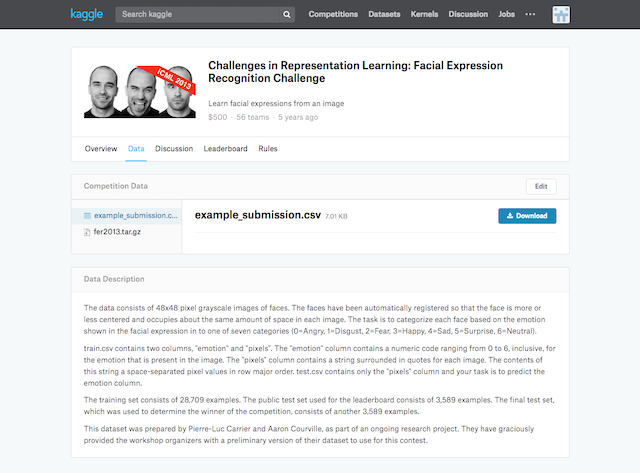 kaggle
Search kaggle
Competitions
Datasets
Kernels
Discussion
Jobs
ICML 2013
Challenges in Representation Learning: Facial Expression
Recognition Challenge
Learn facial expressions from an image
$500 · 56 teams · 5 years ago
Overview
Data
Discussion
Leaderboard
Rules
Competition Data
Edit
example_submission.c...
fer2013.tar.gz
example_submission.csv 7.01 KB
Download
Data Description
The data consists of 48x48 pixel grayscale images of faces. The faces have been automatically registered so that the face is more or
less centered and occupies about the same amount of space in each image. The task is to categorize each face based on the emotion
shown in the facial expression in to one of seven categories (0=Angry, 1=Disgust, 2=Fear, 3=Happy, 4=Sad, 5=Surprise, 6=Neutral).
train.csv contains two columns, "emotion" and "pixels". The "emotion" column contains a numeric code ranging from 0 to 6, inclusive, for
the emotion that is present in the image. The "pixels" column contains a string surrounded in quotes for each image. The contents of
this string a space-separated pixel values in row major order. test.csv contains only the "pixels" column and your task is to predict the
emotion column.
The training set consists of 28,709 examples. The public test set used for the leaderboard consists of 3,589 examples. The final test set,
which was used to determine the winner of the competition, consists of another 3,589 examples.
This dataset was prepared by Pierre-Luc Carrier and Aaron Courville, as part of an ongoing research project. They have graciously
provided the workshop organizers with a preliminary version of their dataset to use for this contest.